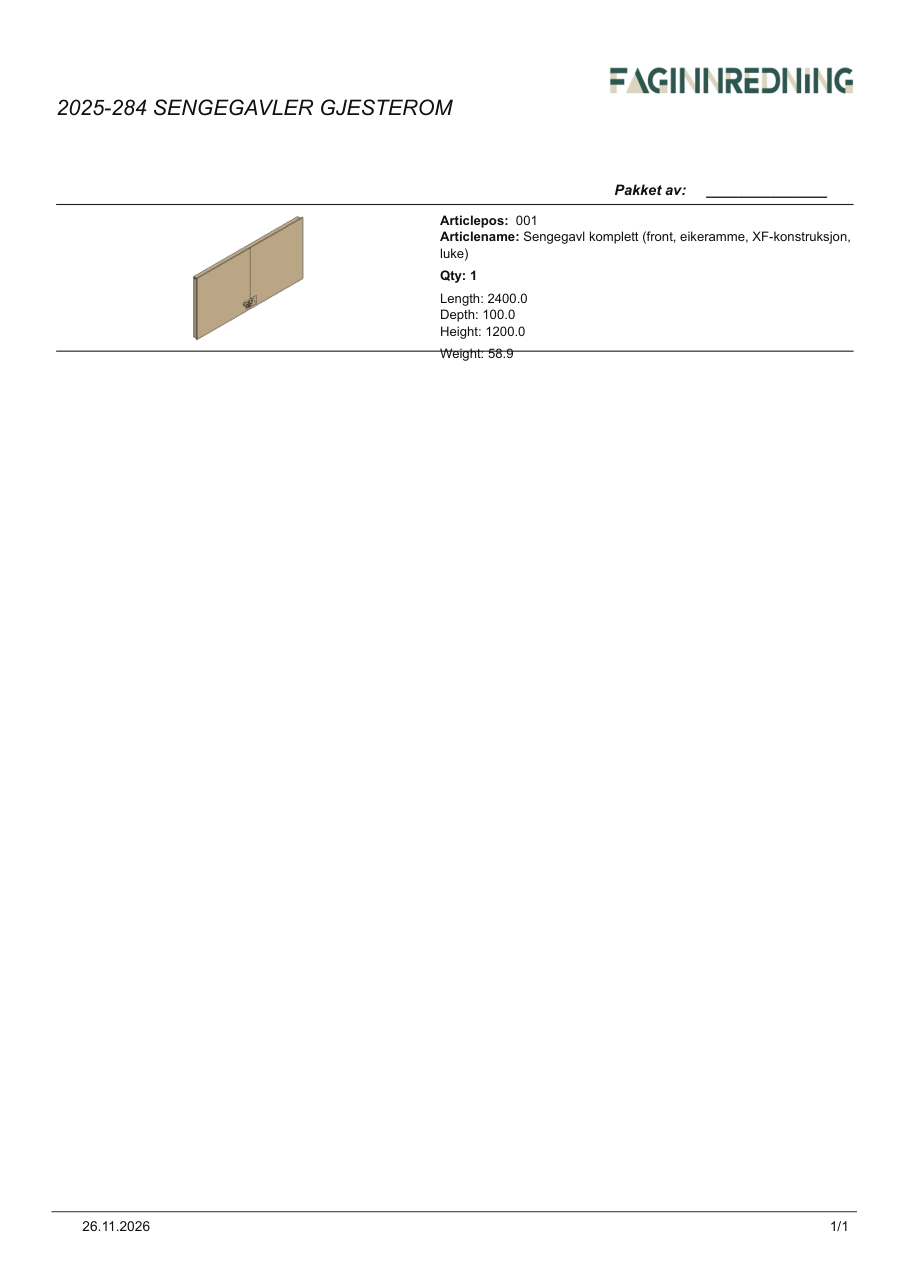 FAGINNREDNING
2025-284 SENGEGAVLER GJESTEROM
Pakket av: _______________
Articlepos: 001
Articlename: Sengegavl komplett (front, eikeramme, XF-konstruksjon,
luke)
Qty: 1
Length: 2400.0
Depth: 100.0
Height: 1200.0
Weight: 58.9
26.11.2026
1/1